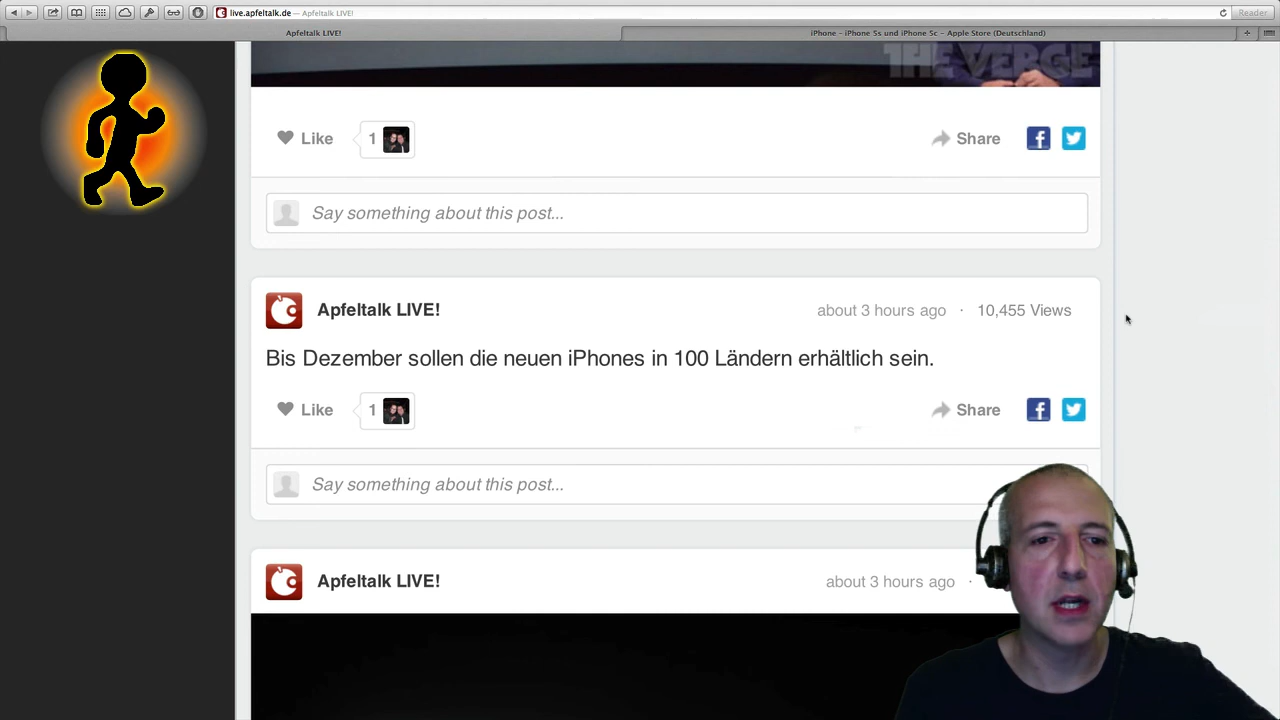 live.apfeltalk.de — Apfeltalk LIVE!
Reader
Apfeltalk LIVE!
iPhone - iPhone 5s und iPhone 5c - Apple Store (Deutschland)
THE VERGE
Like
1
Share
Say something about this post...
Apfeltalk LIVE!
about 3 hours ago · 10,455 Views
Bis Dezember sollen die neuen iPhones in 100 Ländern erhältlich sein.
Like
1
Share
Say something about this post...
Apfeltalk LIVE!
about 3 hours ago ·